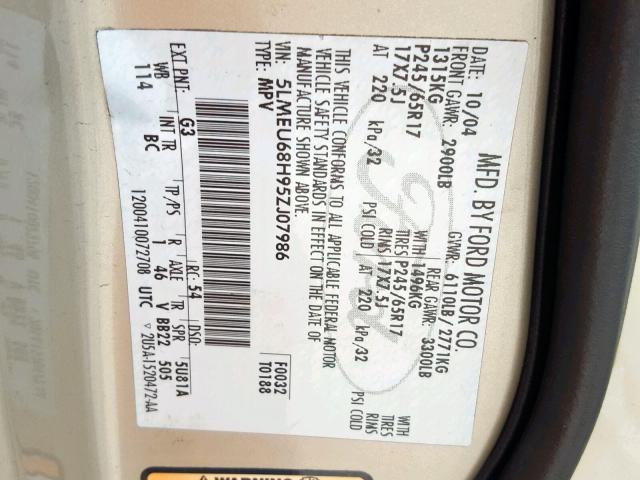 MFD. BY FORD MOTOR CO.
DATE: 10/04 GVWR: 6110LB/ 2771KG
FRONT GAWR: 2900LB REAR GAWR: 3300LB
1315KG WITH 1496KG WITH
P245/65R17 TIRES P245/65R17 TIRES
17X7.5J RIMS 17X7.5J RIMS
AT 220 kPa/32 PSI COLD AT 220 kPa/32 PSI COLD
THIS VEHICLE CONFORMS TO ALL APPLICABLE FEDERAL MOTOR
VEHICLE SAFETY STANDARDS IN EFFECT ON THE DATE OF
MANUFACTURE SHOWN ABOVE.
VIN: 5LMEU68H95ZJ07986 F0032
TYPE: MPV T0188
EXT PNT: G3 RC: 54 DSO:
WB INT TR TP/PS R AXLE TR SPR 5U81A
114 BC 1 46 V BB22 505
1200410072708 UTC ▽ 2U5A-1520472-AA
WARNING